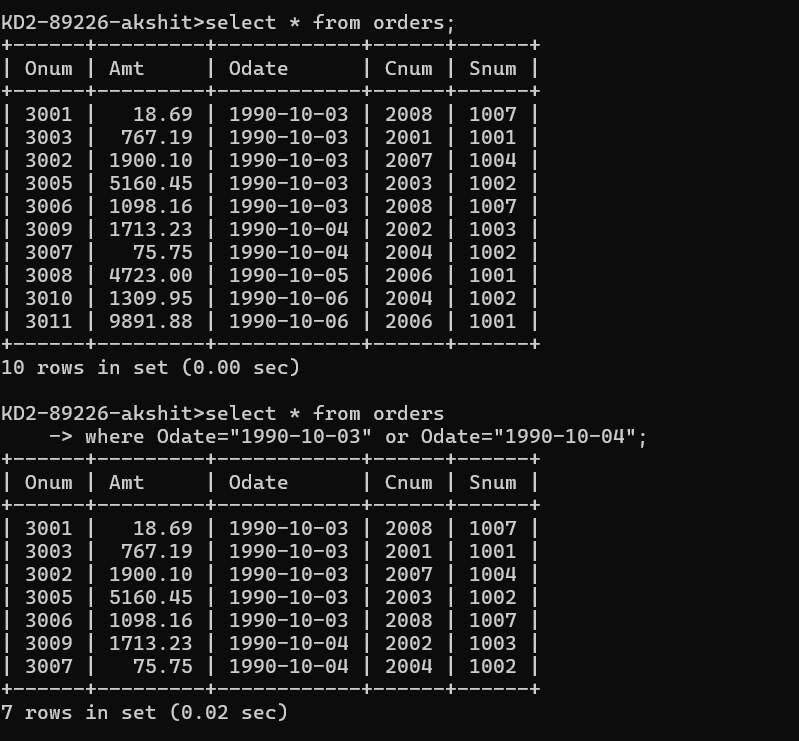 KD2-89226-akshit>select * from orders;
+------+---------+------------+------+------+
| Onum | Amt     | Odate      | Cnum | Snum |
+------+---------+------------+------+------+
| 3001 |   18.69 | 1990-10-03 | 2008 | 1007 |
| 3003 |  767.19 | 1990-10-03 | 2001 | 1001 |
| 3002 | 1900.10 | 1990-10-03 | 2007 | 1004 |
| 3005 | 5160.45 | 1990-10-03 | 2003 | 1002 |
| 3006 | 1098.16 | 1990-10-03 | 2008 | 1007 |
| 3009 | 1713.23 | 1990-10-04 | 2002 | 1003 |
| 3007 |   75.75 | 1990-10-04 | 2004 | 1002 |
| 3008 | 4723.00 | 1990-10-05 | 2006 | 1001 |
| 3010 | 1309.95 | 1990-10-06 | 2004 | 1002 |
| 3011 | 9891.88 | 1990-10-06 | 2006 | 1001 |
+------+---------+------------+------+------+
10 rows in set (0.00 sec)

KD2-89226-akshit>select * from orders
    -> where Odate="1990-10-03" or Odate="1990-10-04";
+------+---------+------------+------+------+
| Onum | Amt     | Odate      | Cnum | Snum |
+------+---------+------------+------+------+
| 3001 |   18.69 | 1990-10-03 | 2008 | 1007 |
| 3003 |  767.19 | 1990-10-03 | 2001 | 1001 |
| 3002 | 1900.10 | 1990-10-03 | 2007 | 1004 |
| 3005 | 5160.45 | 1990-10-03 | 2003 | 1002 |
| 3006 | 1098.16 | 1990-10-03 | 2008 | 1007 |
| 3009 | 1713.23 | 1990-10-04 | 2002 | 1003 |
| 3007 |   75.75 | 1990-10-04 | 2004 | 1002 |
+------+---------+------------+------+------+
7 rows in set (0.02 sec)